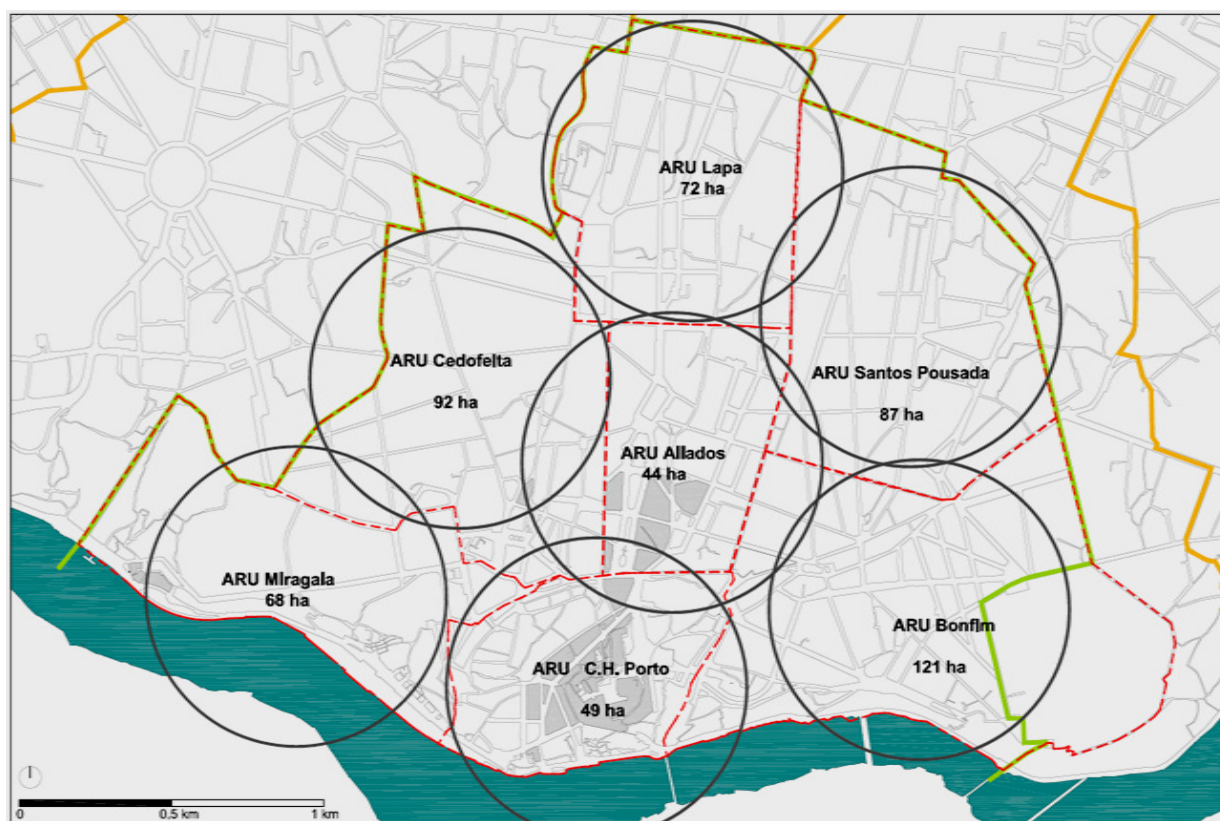 ARU Lapa
72 ha
ARU Cedofeita
92 ha
ARU Santos Pousada
87 ha
ARU Aliados
44 ha
ARU Miragaia
68 ha
ARU Bonfim
121 ha
ARU C.H. Porto
49 ha
0 0,5 km 1 km